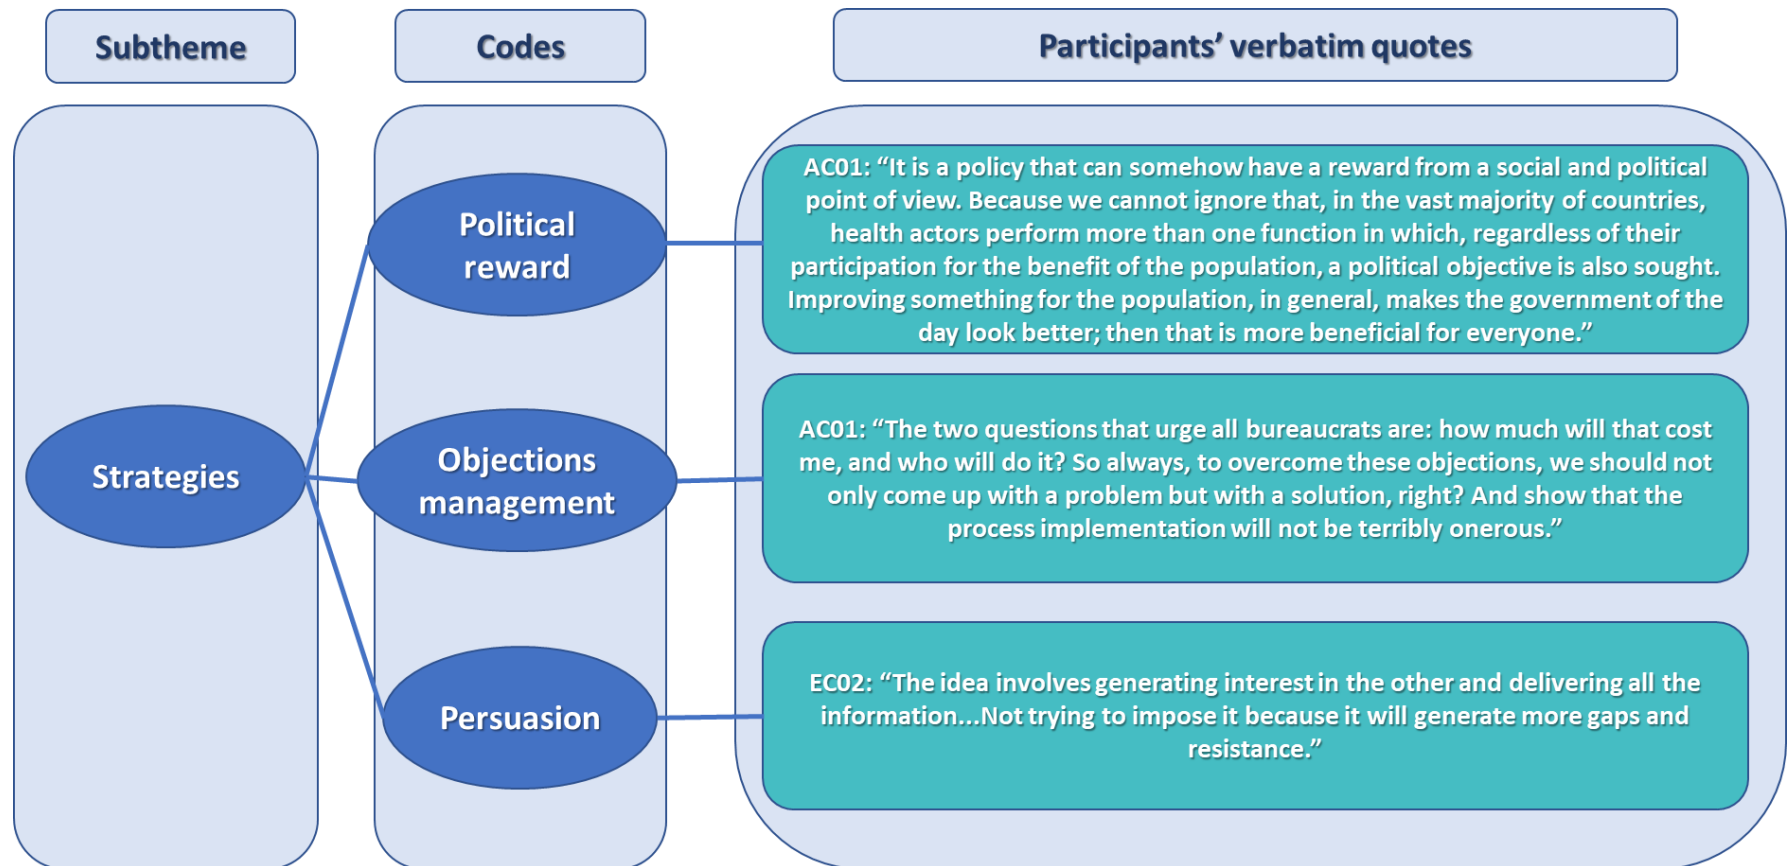 Subtheme
Codes
Participants’ verbatim quotes
Strategies
Political
reward
AC01: “It is a policy that can somehow have a reward from a social and political
point of view. Because we cannot ignore that, in the vast majority of countries,
health actors perform more than one function in which, regardless of their
participation for the benefit of the population, a political objective is also sought.
Improving something for the population, in general, makes the government of the
day look better; then that is more beneficial for everyone.”
Objections
management
AC01: “The two questions that urge all bureaucrats are: how much will that cost
me, and who will do it? So always, to overcome these objections, we should not
only come up with a problem but with a solution, right? And show that the
process implementation will not be terribly onerous.”
Persuasion
EC02: “The idea involves generating interest in the other and delivering all the
information...Not trying to impose it because it will generate more gaps and
resistance.”